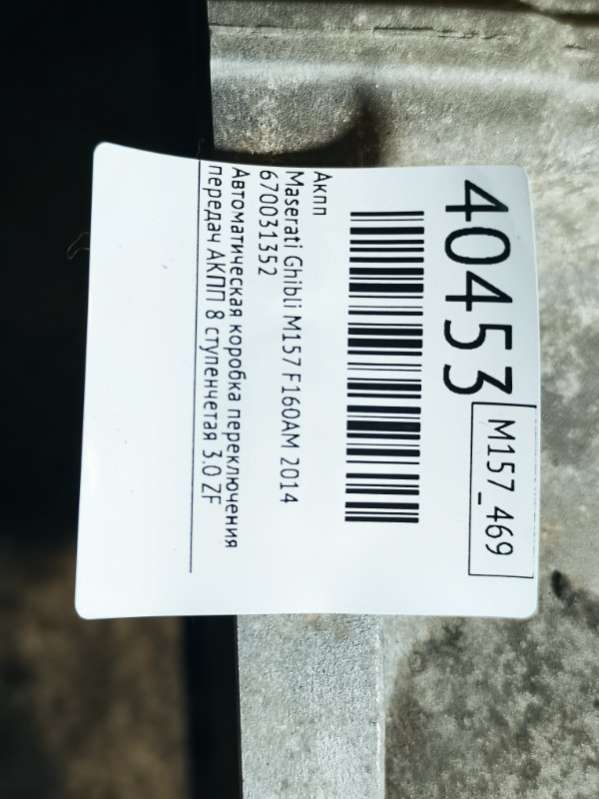 40453
M157_469
Акпп
Maserati Ghibli M157 F160AM 2014
670031352
Автоматическая коробка переключения
передач АКПП 8 ступенчетая 3.0 ZF